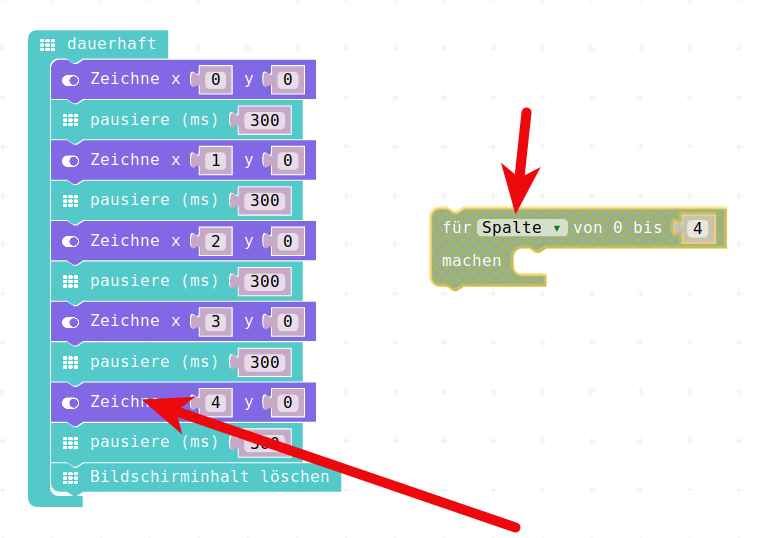 dauerhaft
Zeichne x 0 y 0
pausiere (ms) 300
Zeichne x 1 y 0
pausiere (ms) 300
Zeichne x 2 y 0
pausiere (ms) 300
Zeichne x 3 y 0
pausiere (ms) 300
Zeichne 4 y 0
pausiere (ms) 300
Bildschirminhalt löschen
für Spalte ▼ von 0 bis 4
machen